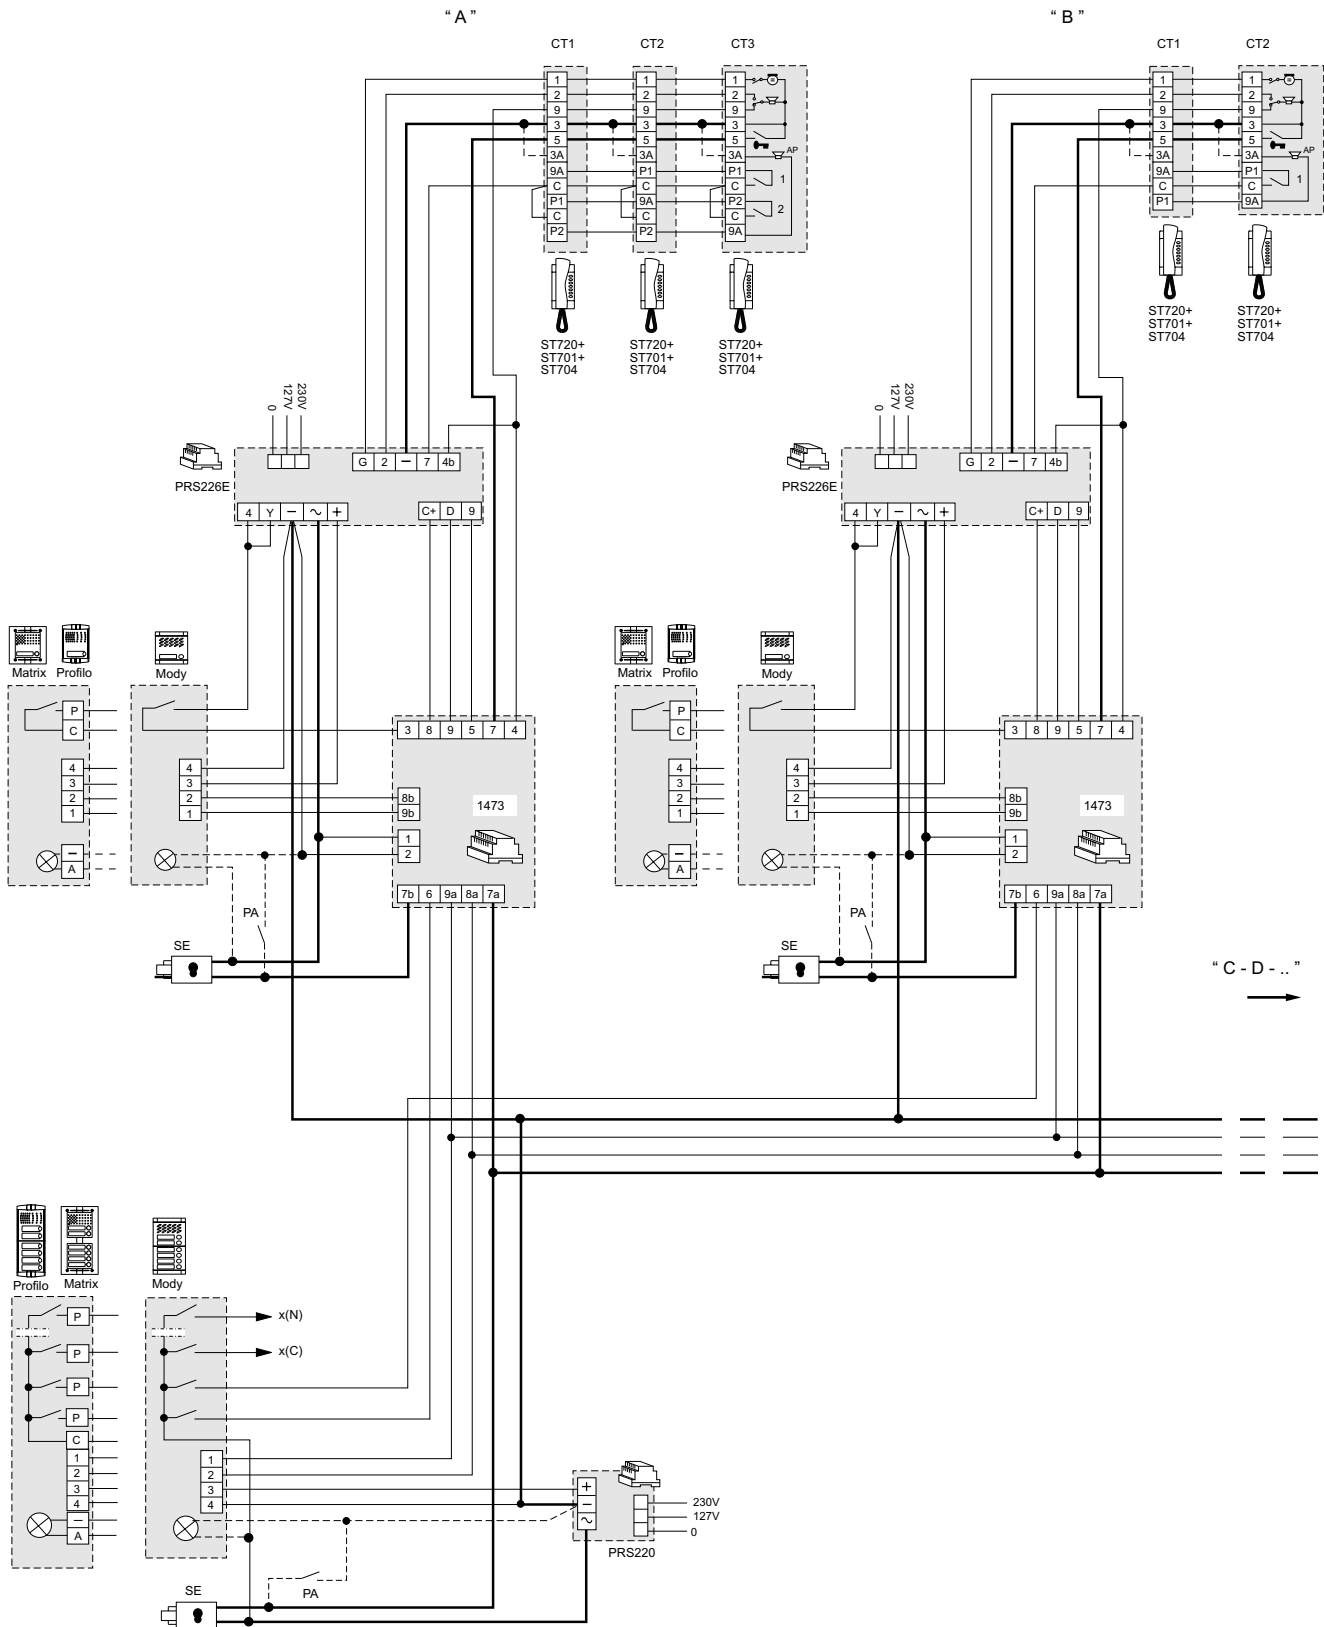 “ A ”
“ B ”
CT1 CT2 CT3
CT1 CT2
1 1 1
2 2 2
9 9 9
3 3 3
5 5 5
3A 3A 3A AP
9A P1 P1
C C C 1
P1 9A P2
C C C 2
P2 P2 9A
1 1
2 2
9 9
3 3
5 5
3A 3A AP
9A P1
C C 1
P1 9A
ST720+ ST720+ ST720+
ST701+ ST701+ ST701+
ST704 ST704 ST704
ST720+ ST720+
ST701+ ST701+
ST704 ST704
0 127V 230V
G 2 – 7 4b
PRS226E
4 Y – ~ +
C+ D 9
0 127V 230V
G 2 – 7 4b
PRS226E
4 Y – ~ +
C+ D 9
Matrix Profilo Mody
P
C
4
3
2
1
–
A
4
3
2
1
3 8 9 5 7 4
8b
9b
1473
1
2
7b 6 9a 8a 7a
PA
SE
Matrix Profilo Mody
P
C
4
3
2
1
–
A
4
3
2
1
3 8 9 5 7 4
8b
9b
1473
1
2
7b 6 9a 8a 7a
PA
SE
“ C - D - .. ”
Profilo Matrix Mody
P
P
P
P
C
1
2
3
4
–
A
x(N)
x(C)
1
2
3
4
+
–
~
230V
127V
0
PRS220
PA
SE